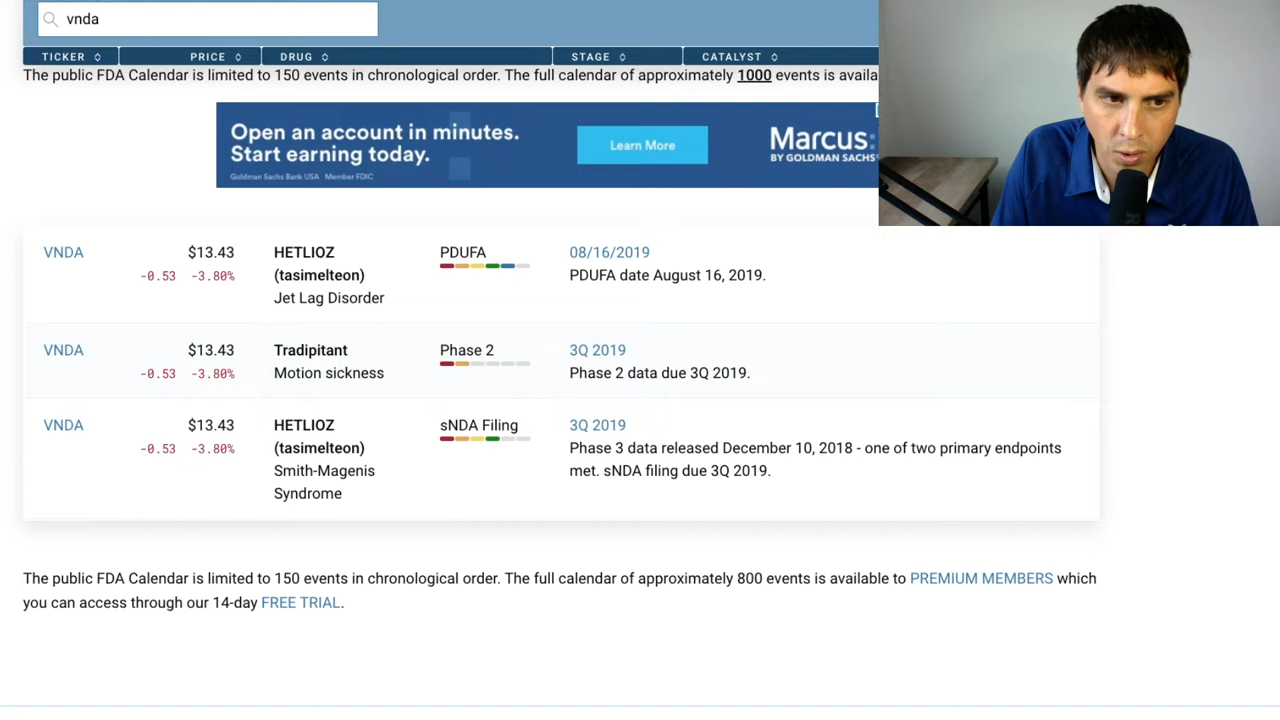 vnda
TICKER PRICE DRUG STAGE CATALYST
The public FDA Calendar is limited to 150 events in chronological order. The full calendar of approximately 1000 events is availa
Open an account in minutes.
Start earning today.
Goldman Sachs Bank USA Member FDIC
Learn More
Marcus:
BY GOLDMAN SACHS
VNDA $13.43 HETLIOZ PDUFA 08/16/2019
-0.53 -3.80% (tasimelteon) PDUFA date August 16, 2019.
Jet Lag Disorder
VNDA $13.43 Tradipitant Phase 2 3Q 2019
-0.53 -3.80% Motion sickness Phase 2 data due 3Q 2019.
VNDA $13.43 HETLIOZ sNDA Filing 3Q 2019
-0.53 -3.80% (tasimelteon) Phase 3 data released December 10, 2018 - one of two primary endpoints
Smith-Magenis met. sNDA filing due 3Q 2019.
Syndrome
The public FDA Calendar is limited to 150 events in chronological order. The full calendar of approximately 800 events is available to PREMIUM MEMBERS which
you can access through our 14-day FREE TRIAL.